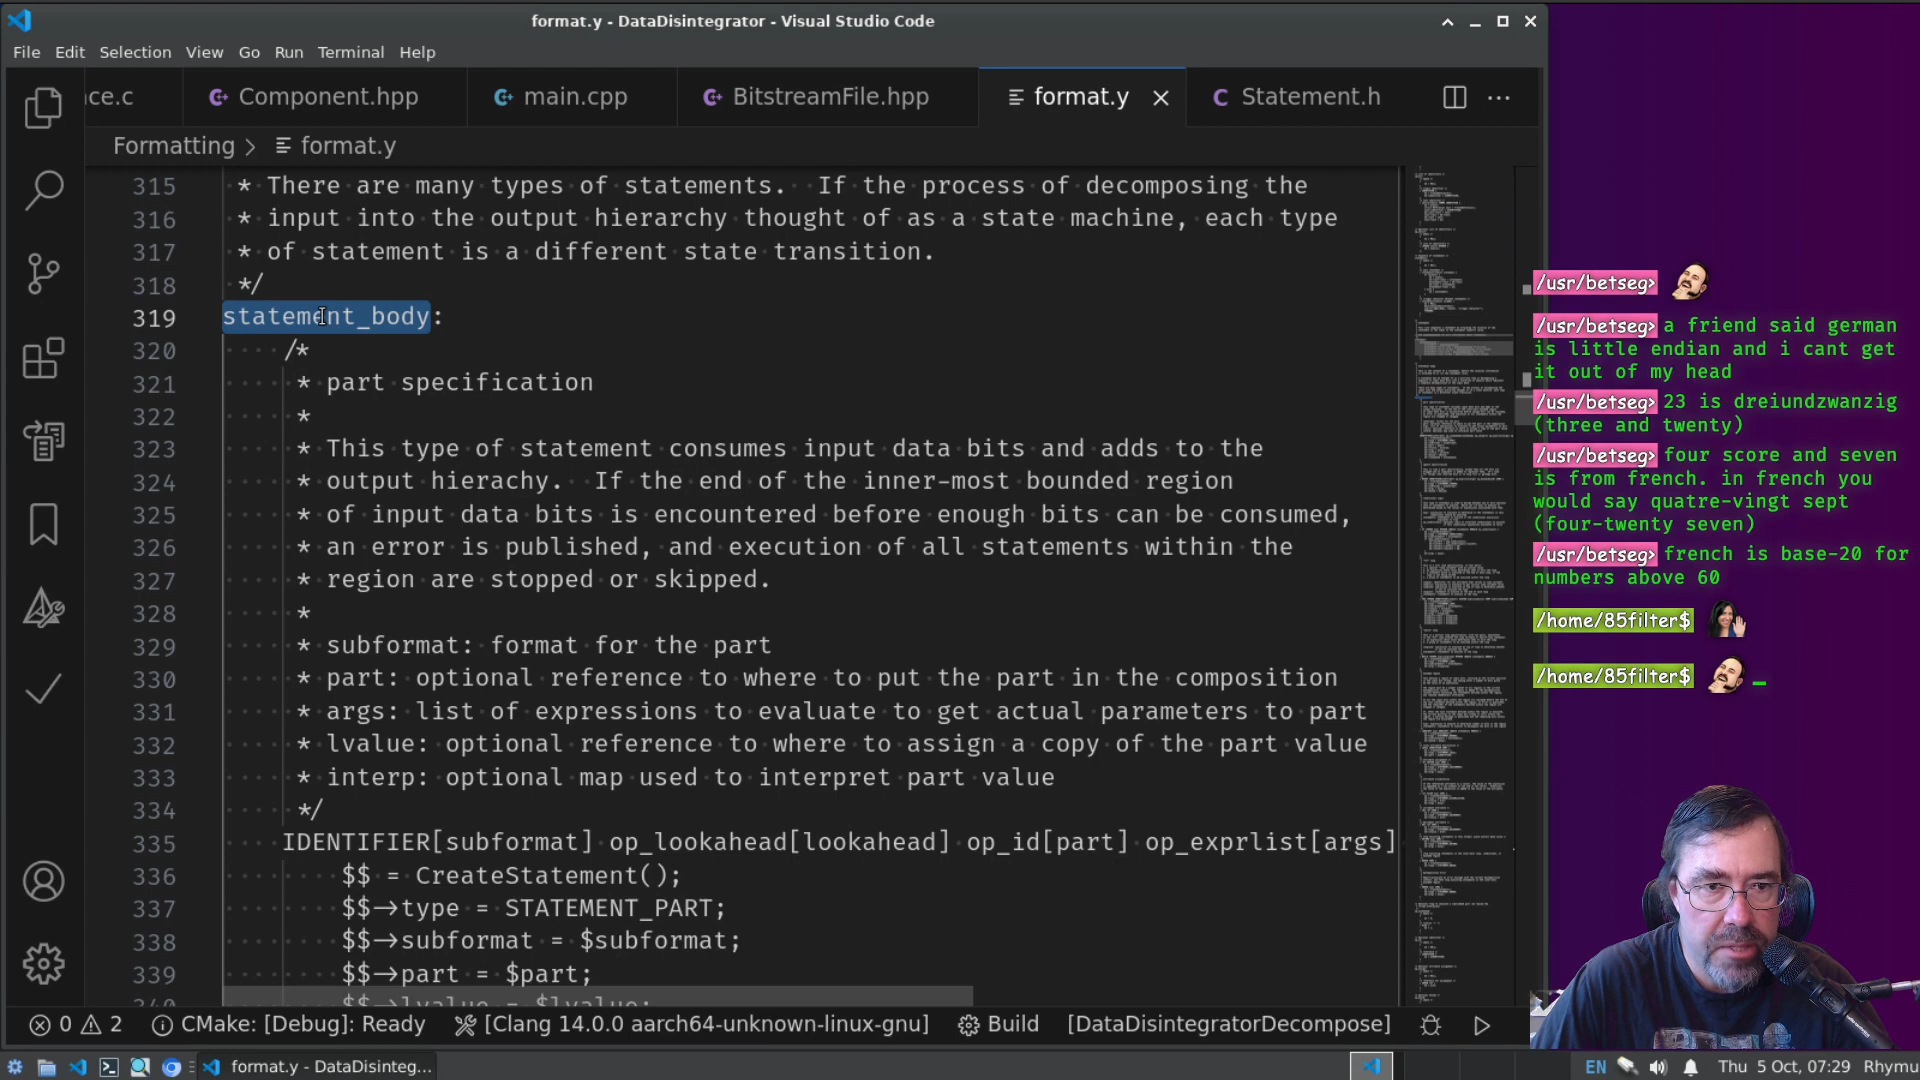 format.y - DataDisintegrator - Visual Studio Code
File Edit Selection View Go Run Terminal Help
ce.c Component.hpp main.cpp BitstreamFile.hpp format.y Statement.h
Formatting > format.y
315 * There are many types of statements. If the process of decomposing the
316 * input into the output hierarchy thought of as a state machine, each type
317 * of statement is a different state transition.
318 */
319 statement_body:
320 /*
321 * part specification
322 *
323 * This type of statement consumes input data bits and adds to the
324 * output hierachy. If the end of the inner-most bounded region
325 * of input data bits is encountered before enough bits can be consumed,
326 * an error is published, and execution of all statements within the
327 * region are stopped or skipped.
328 *
329 * subformat: format for the part
330 * part: optional reference to where to put the part in the composition
331 * args: list of expressions to evaluate to get actual parameters to part
332 * lvalue: optional reference to where to assign a copy of the part value
333 * interp: optional map used to interpret part value
334 */
335 IDENTIFIER[subformat] op_lookahead[lookahead] op_id[part] op_exprlist[args]
336 $$ = CreateStatement();
337 $$->type = STATEMENT_PART;
338 $$->subformat = $subformat;
339 $$->part = $part;
340 $$->lvalue = $lvalue;
/usr/betseg>
/usr/betseg> a friend said german
is little endian and i cant get
it out of my head
/usr/betseg> 23 is dreiundzwanzig
(three and twenty)
/usr/betseg> four score and seven
is from french. in french you
would say quatre-vingt sept
(four-twenty seven)
/usr/betseg> french is base-20 for
numbers above 60
/home/85filter$
/home/85filter$
0 2 CMake: [Debug]: Ready [Clang 14.0.0 aarch64-unknown-linux-gnu] Build [DataDisintegratorDecompose]
format.y - DataDisinteg... EN Thu 5 Oct, 07:29 Rhymu